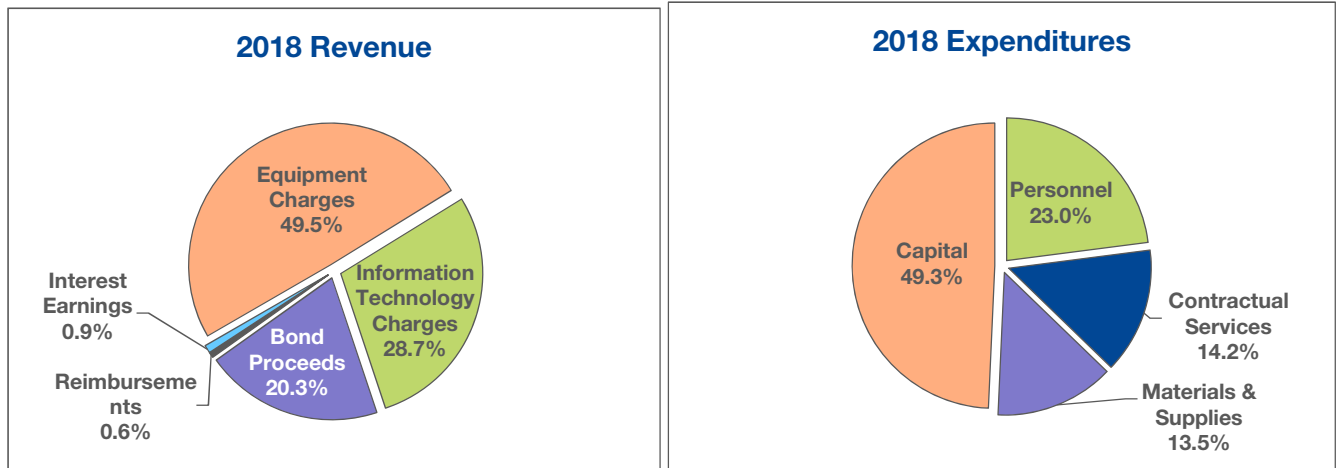 2018 Revenue
Equipment
Charges
49.5%
Information
Technology
Charges
28.7%
Bond
Proceeds
20.3%
Interest
Earnings
0.9%
Reimburseme
nts
0.6%
2018 Expenditures
Personnel
23.0%
Capital
49.3%
Contractual
Services
14.2%
Materials &
Supplies
13.5%